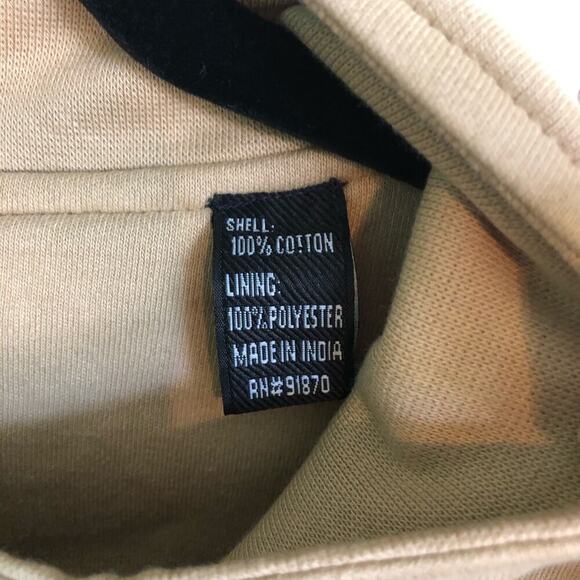 SHELL:
100% COTTON
LINING:
100% POLYESTER
MADE IN INDIA
RN#91870